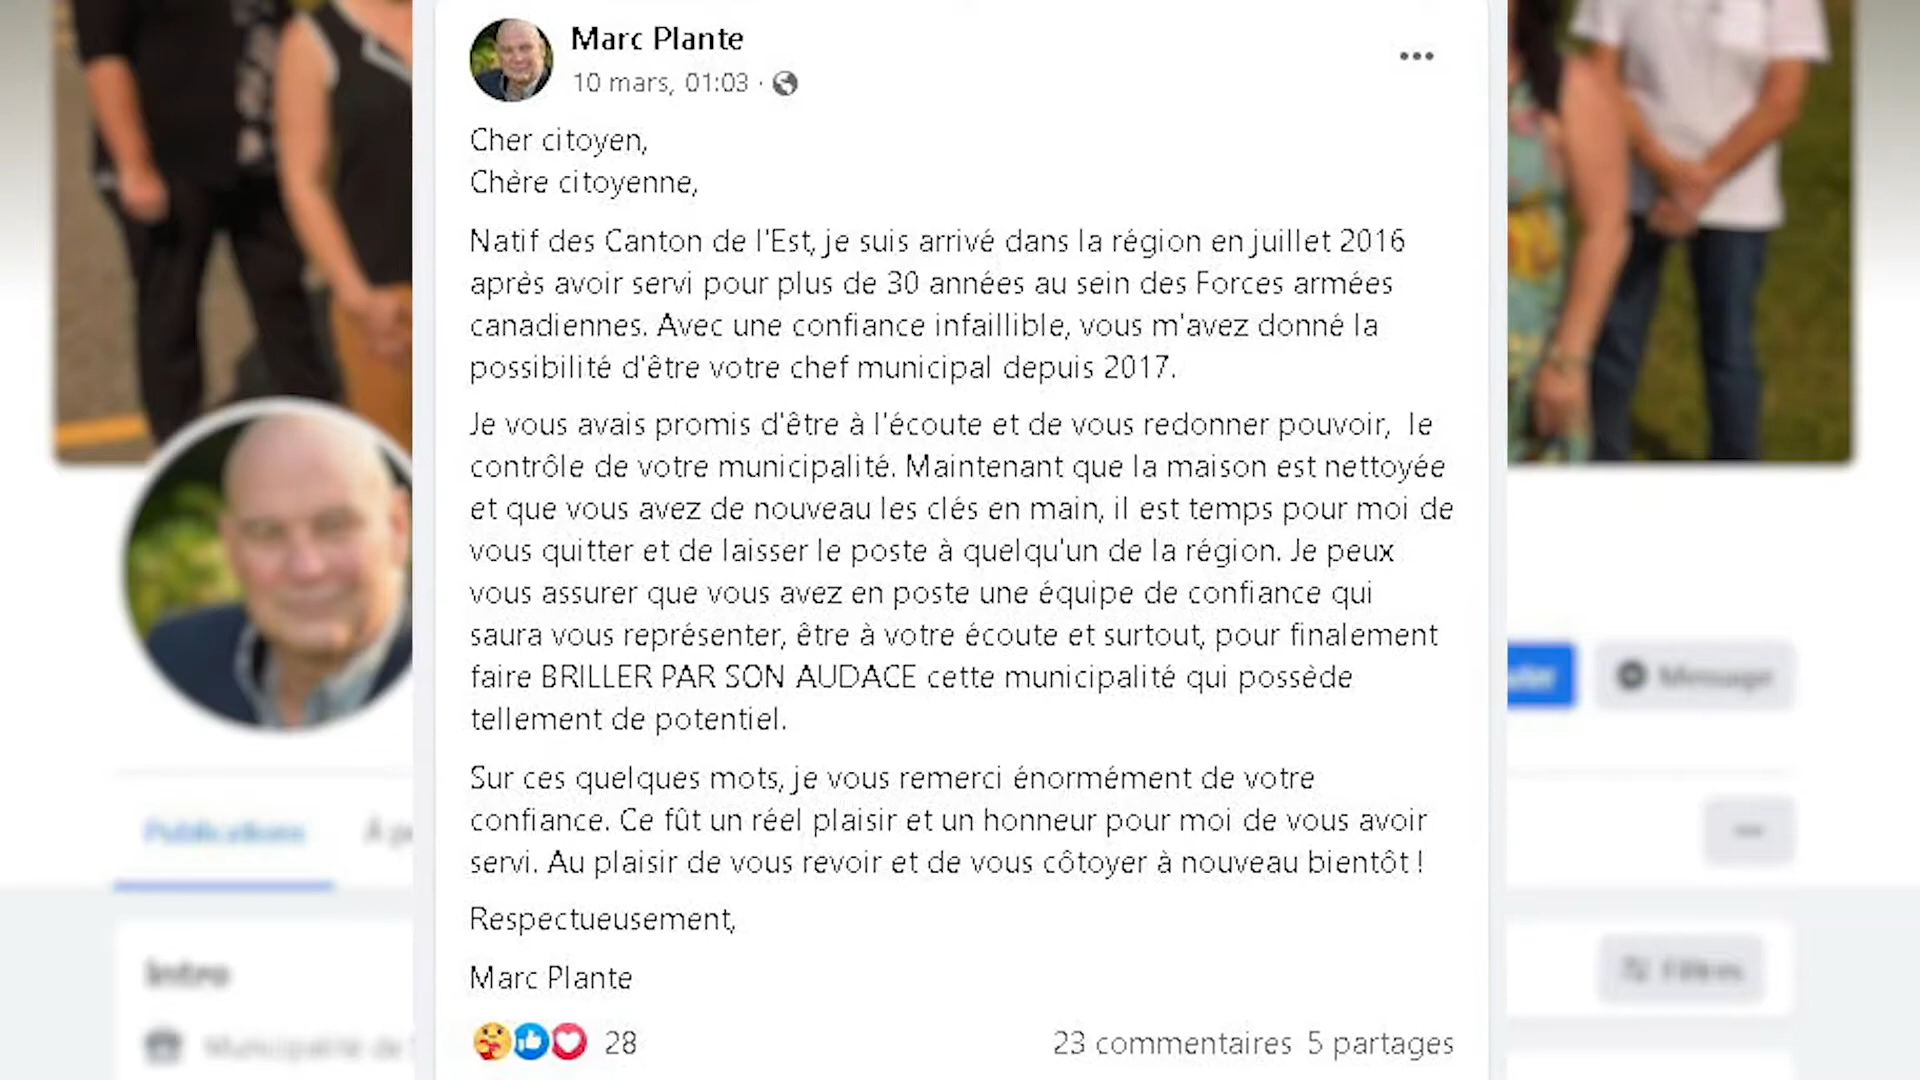 Marc Plante
10 mars, 01:03 ·
Cher citoyen,
Chère citoyenne,
Natif des Canton de l'Est, je suis arrivé dans la région en juillet 2016
après avoir servi pour plus de 30 années au sein des Forces armées
canadiennes. Avec une confiance infaillible, vous m'avez donné la
possibilité d'être votre chef municipal depuis 2017.
Je vous avais promis d'être à l'écoute et de vous redonner pouvoir, le
contrôle de votre municipalité. Maintenant que la maison est nettoyée
et que vous avez de nouveau les clés en main, il est temps pour moi de
vous quitter et de laisser le poste à quelqu'un de la région. Je peux
vous assurer que vous avez en poste une équipe de confiance qui
saura vous représenter, être à votre écoute et surtout, pour finalement
faire BRILLER PAR SON AUDACE cette municipalité qui possède
tellement de potentiel.
Sur ces quelques mots, je vous remerci énormément de votre
confiance. Ce fût un réel plaisir et un honneur pour moi de vous avoir
servi. Au plaisir de vous revoir et de vous côtoyer à nouveau bientôt !
Respectueusement,
Marc Plante
28
23 commentaires 5 partages
Message
Publications
Intro
Filtres
Municipalité de